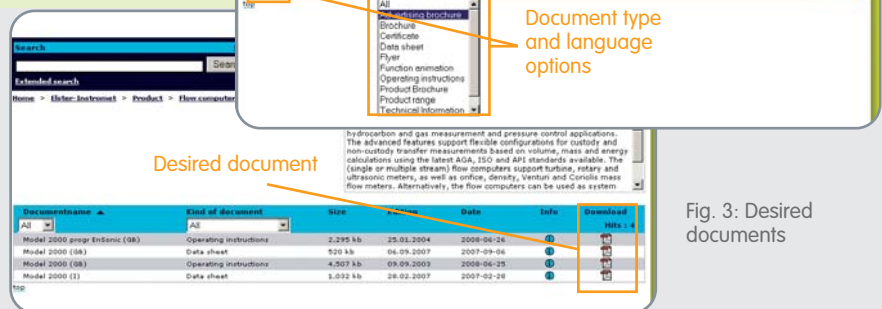 top
All
Advertising brochure
Brochure
Certificate
Data sheet
Flyer
Function animation
Operating instructions
Product Brochure
Product range
Technical Information
Document type
and language
options
Search
Extended search
Home > Elster-Instromet > Product > Flow computer
hydrocarbon and gas measurement and pressure control applications.
The advanced features support flexible configurations for custody and
non-custody transfer measurements based on volume, mass and energy
calculations using the latest AGA, ISO and API standards available. The
(single or multiple stream) flow computers support turbine, rotary and
ultrasonic meters, as well as orifice, density, Venturi and Coriolis mass
flow meters. Alternatively, the flow computers can be used as system
Desired document
Documentname Kind of document Size Edition Date Info Download
All All Hits : 4
Model 2000 progr EnSonic (GB) Operating instructions 2,295 kb 25.01.2004 2008-06-26
Model 2000 (GB) Data sheet 520 kb 06.09.2007 2007-09-06
Model 2000 (GB) Operating instructions 4,507 kb 09.09.2003 2008-06-25
Model 2000 (I) Data sheet 1,032 kb 28.02.2007 2007-02-28
top
Fig. 3: Desired
documents